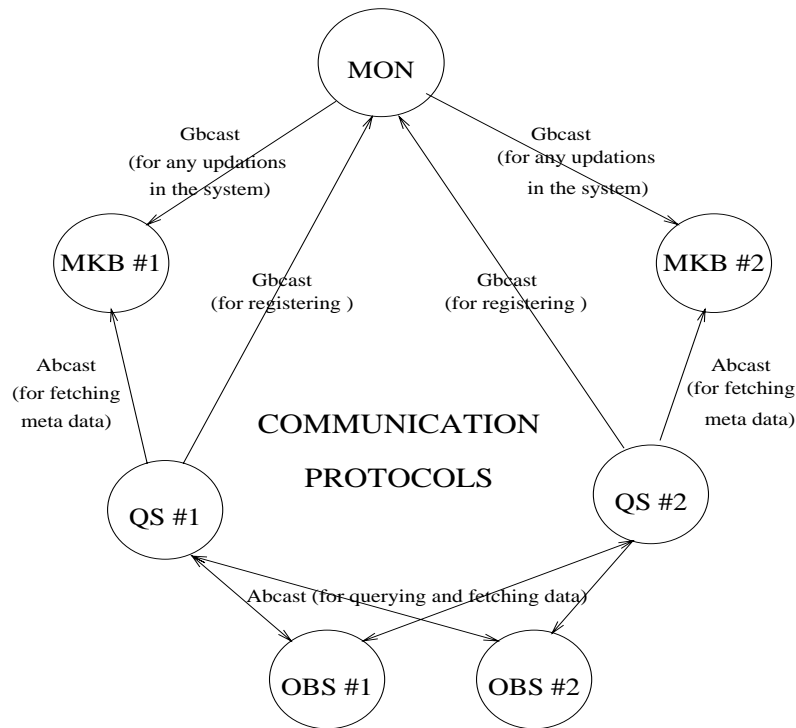 MON
Gbcast
(for any updations
in the system)
Gbcast
(for any updations
in the system)
MKB #1
MKB #2
Gbcast
(for registering )
Gbcast
(for registering )
Abcast
(for fetching
meta data)
Abcast
(for fetching
meta data)
COMMUNICATION
PROTOCOLS
QS #1
QS #2
Abcast (for querying and fetching data)
OBS #1
OBS #2